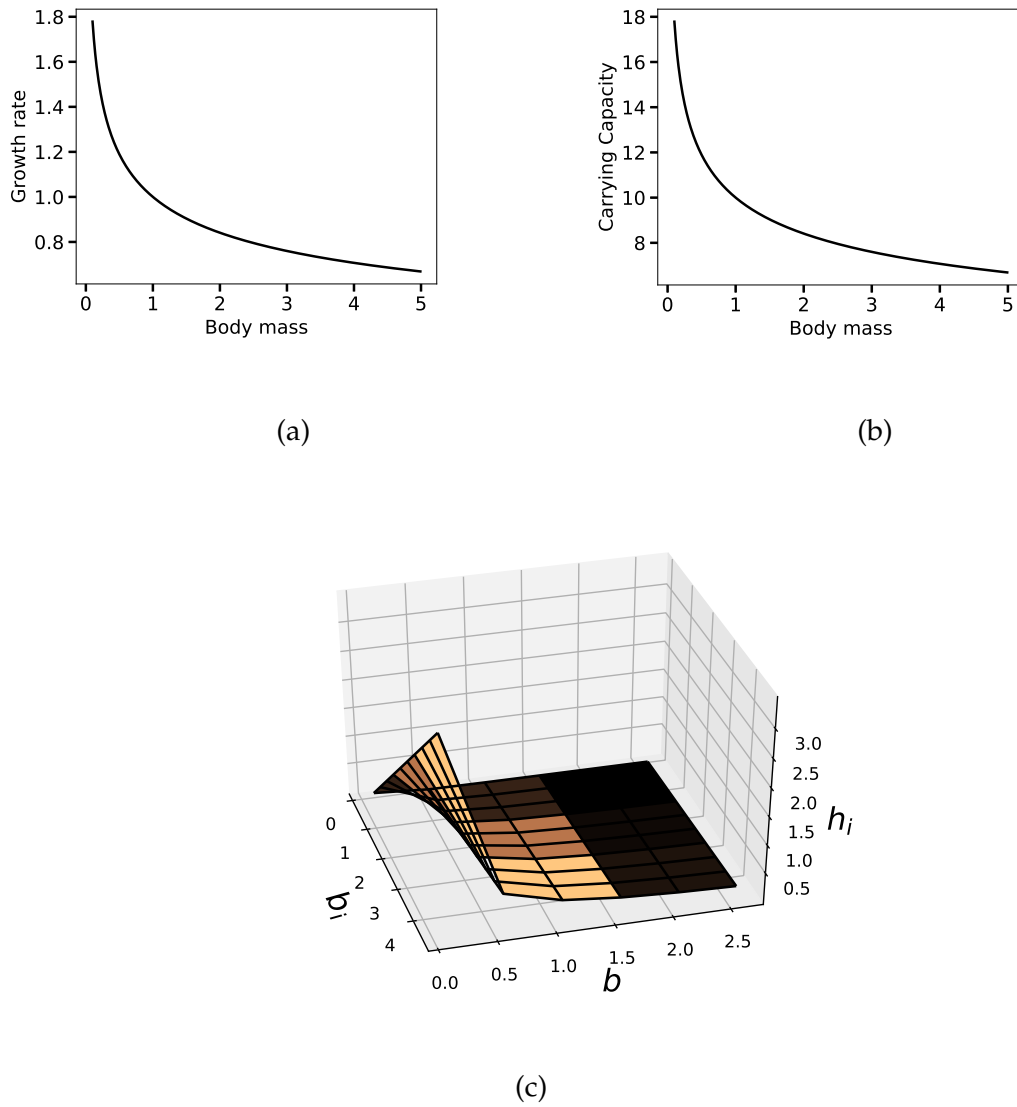 1.8
1.6
1.4
1.2
1.0
0.8
Growth rate
0 1 2 3 4 5
Body mass
(a)
18
16
14
12
10
8
Carrying Capacity
0 1 2 3 4 5
Body mass
(b)
3.0
2.5
2.0
1.5
1.0
0.5
h_i
0
1
2
3
4
b_i
0.0 0.5 1.0 1.5 2.0 2.5
b
(c)